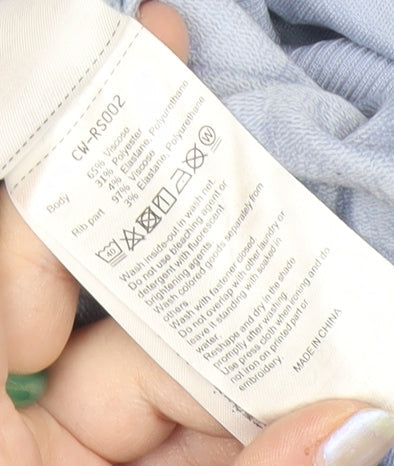 CW-RS002
Body 65% Viscose
31% Polyester
4% Elastane, Polyurethane
Rib part 97% Viscose
3% Elastane, Polyurethane
40 W
Wash inside-out in wash net.
Do not use bleaching agent or
detergent with fluorescent
brightening agents.
Wash colored goods separately from
others.
Wash with fastener closed.
Do not overlap with other laundry or
leave it standing with soaked in
water.
Reshape and dry in the shade
promptly after washing.
Use press cloth when ironing and do
not iron on printed part or
embroidery.
MADE IN CHINA